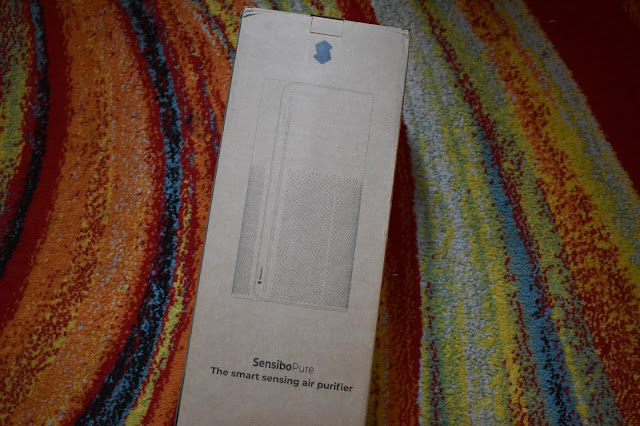 SensiboPure
The smart sensing air purifier